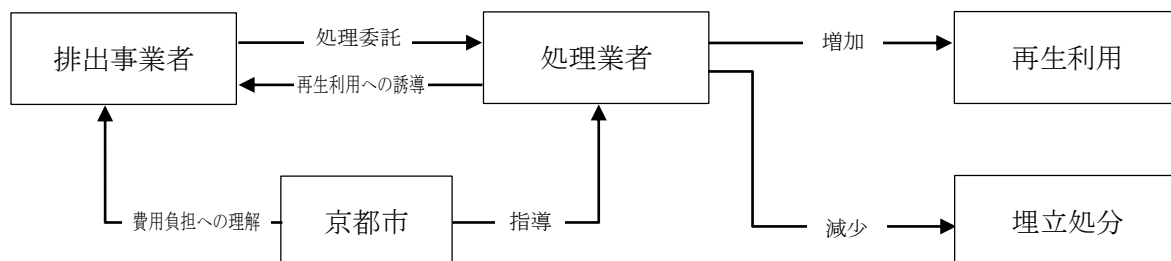 処理委託
増加
排出事業者
処理業者
再生利用
再生利用への誘導
費用負担への理解
京都市
指導
減少
埋立処分